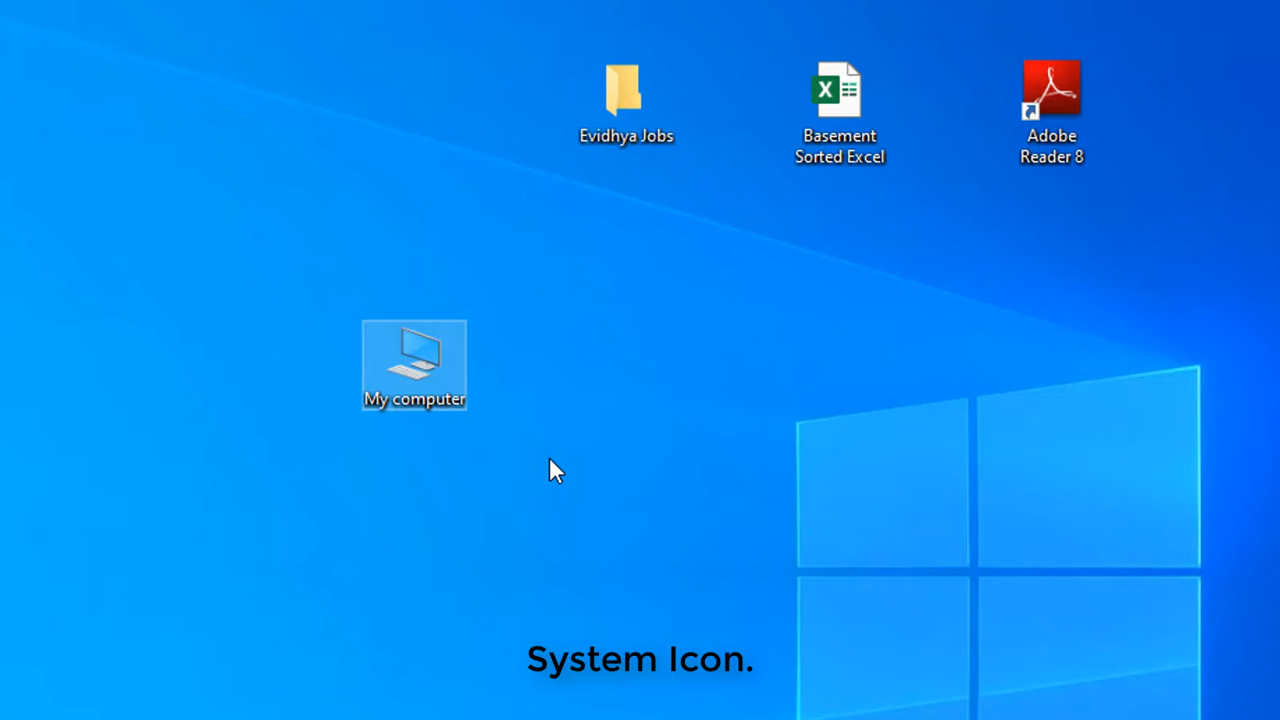 Evidhya Jobs
Basement
Sorted Excel
Adobe
Reader 8
My computer
System Icon.